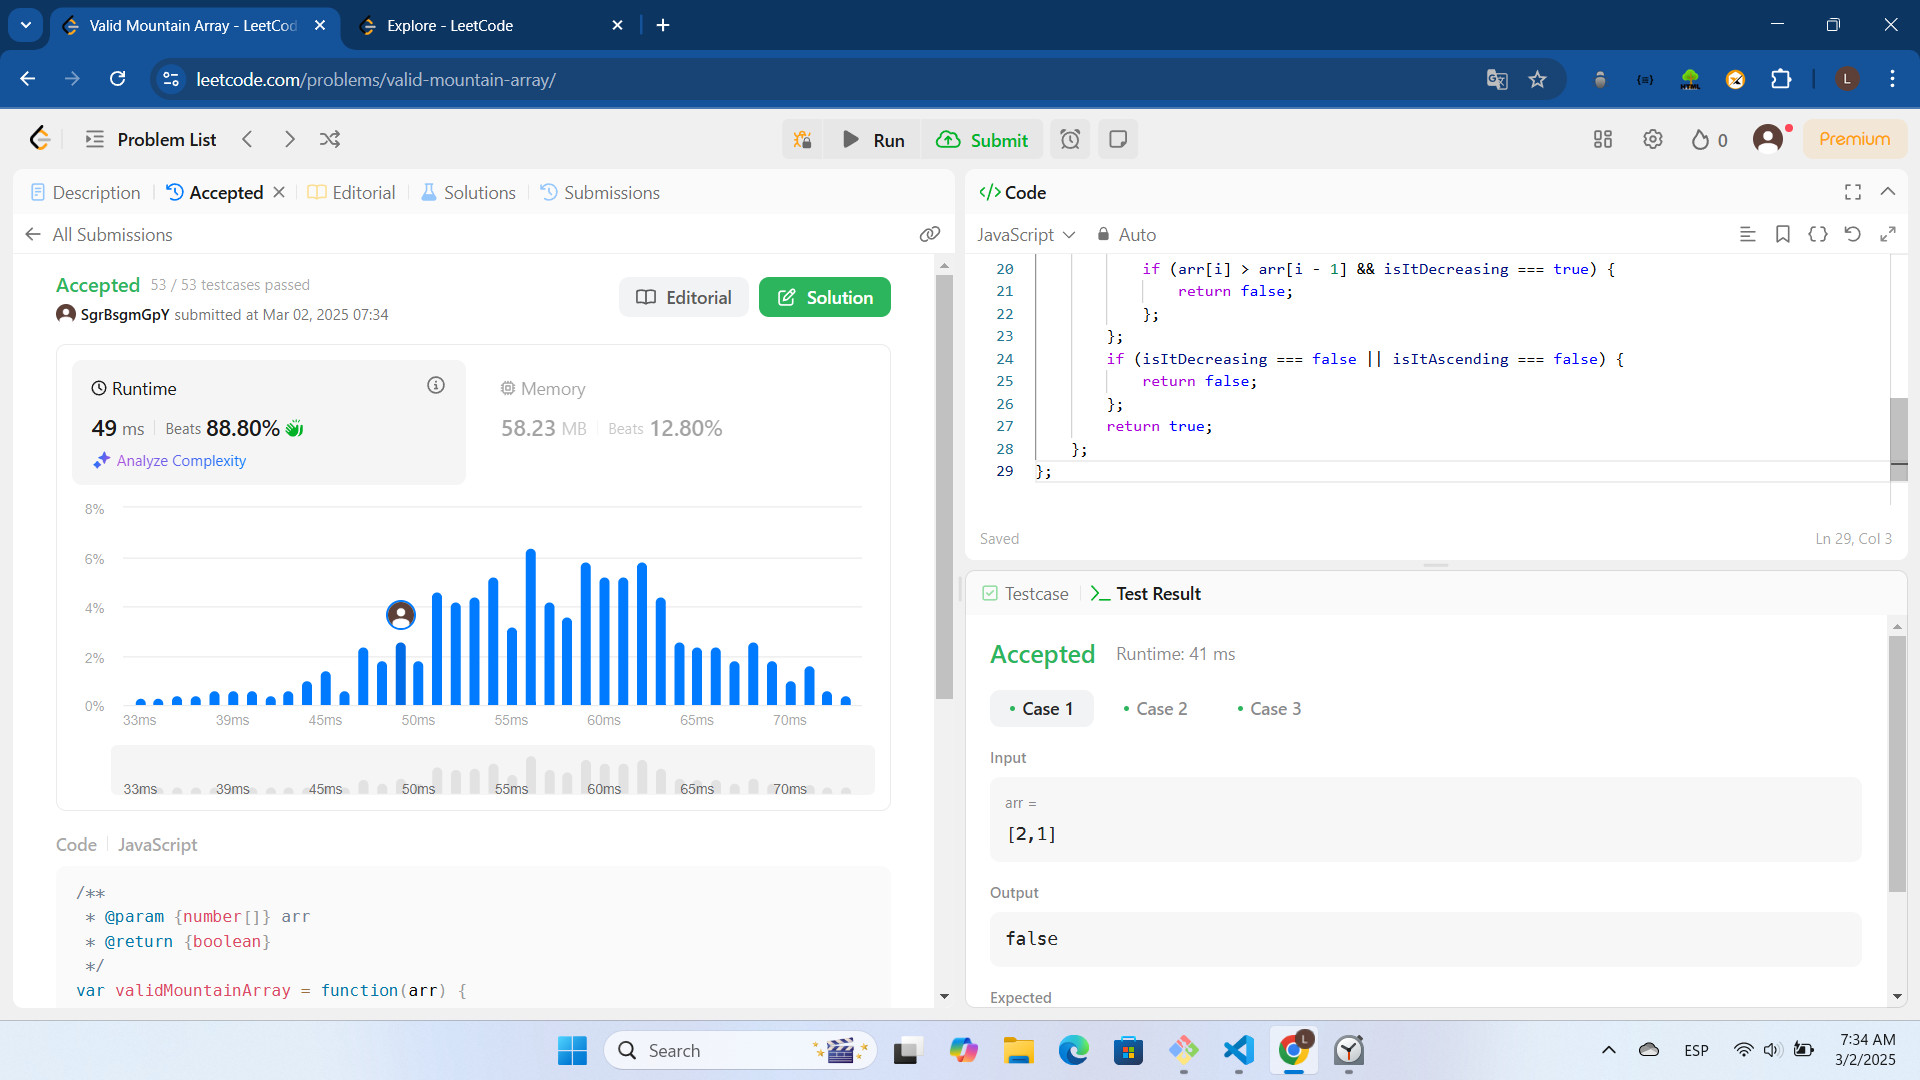 Valid Mountain Array - LeetCod
Explore - LeetCode
leetcode.com/problems/valid-mountain-array/
L
Problem List
Run
Submit
0
Premium
Description
Accepted
Editorial
Solutions
Submissions
All Submissions
Accepted 53 / 53 testcases passed
SgrBsgmGpY submitted at Mar 02, 2025 07:34
Editorial
Solution
Runtime
49 ms | Beats 88.80%
Analyze Complexity
Memory
58.23 MB | Beats 12.80%
8%
6%
4%
2%
0%
33ms 39ms 45ms 50ms 55ms 60ms 65ms 70ms
33ms 39ms 45ms 50ms 55ms 60ms 65ms 70ms
Code | JavaScript
/**
* @param {number[]} arr
* @return {boolean}
*/
var validMountainArray = function(arr) {
</> Code
JavaScript
Auto
20 if (arr[i] > arr[i - 1] && isItDecreasing === true) {
21 return false;
22 };
23 };
24 if (isItDecreasing === false || isItAscending === false) {
25 return false;
26 };
27 return true;
28 };
29 };
Saved
Ln 29, Col 3
Testcase
Test Result
Accepted Runtime: 41 ms
Case 1
Case 2
Case 3
Input
arr =
[2,1]
Output
false
Expected
Search
L
ESP
7:34 AM
3/2/2025